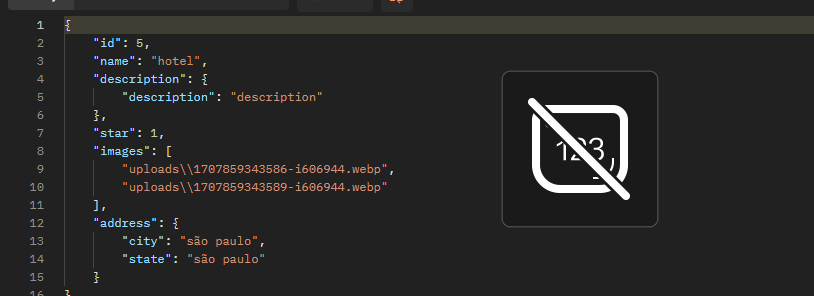 1 {
2 "id": 5,
3 "name": "hotel",
4 "description": {
5 "description": "description"
6 },
7 "star": 1,
8 "images": [
9 "uploads\\1707859343586-i606944.webp",
10 "uploads\\1707859343589-i606944.webp"
11 ],
12 "address": {
13 "city": "são paulo",
14 "state": "são paulo"
15 }
16 }
123